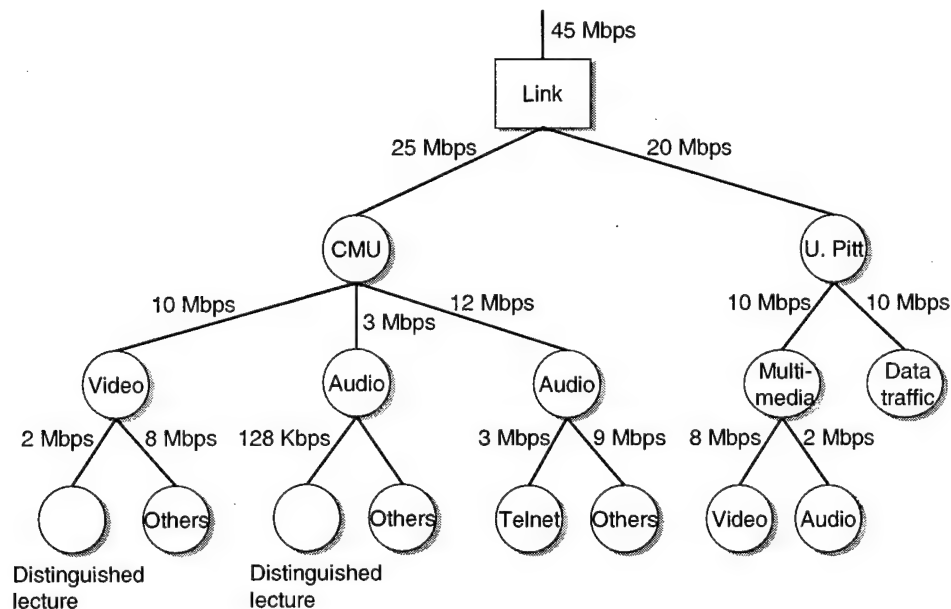 45 Mbps
Link
25 Mbps
20 Mbps
CMU
U. Pitt
10 Mbps
3 Mbps
12 Mbps
10 Mbps
10 Mbps
Video
Audio
Audio
Multi-
media
Data
traffic
2 Mbps
8 Mbps
128 Kbps
3 Mbps
9 Mbps
8 Mbps
2 Mbps
Others
Others
Telnet
Others
Video
Audio
Distinguished
lecture
Distinguished
lecture